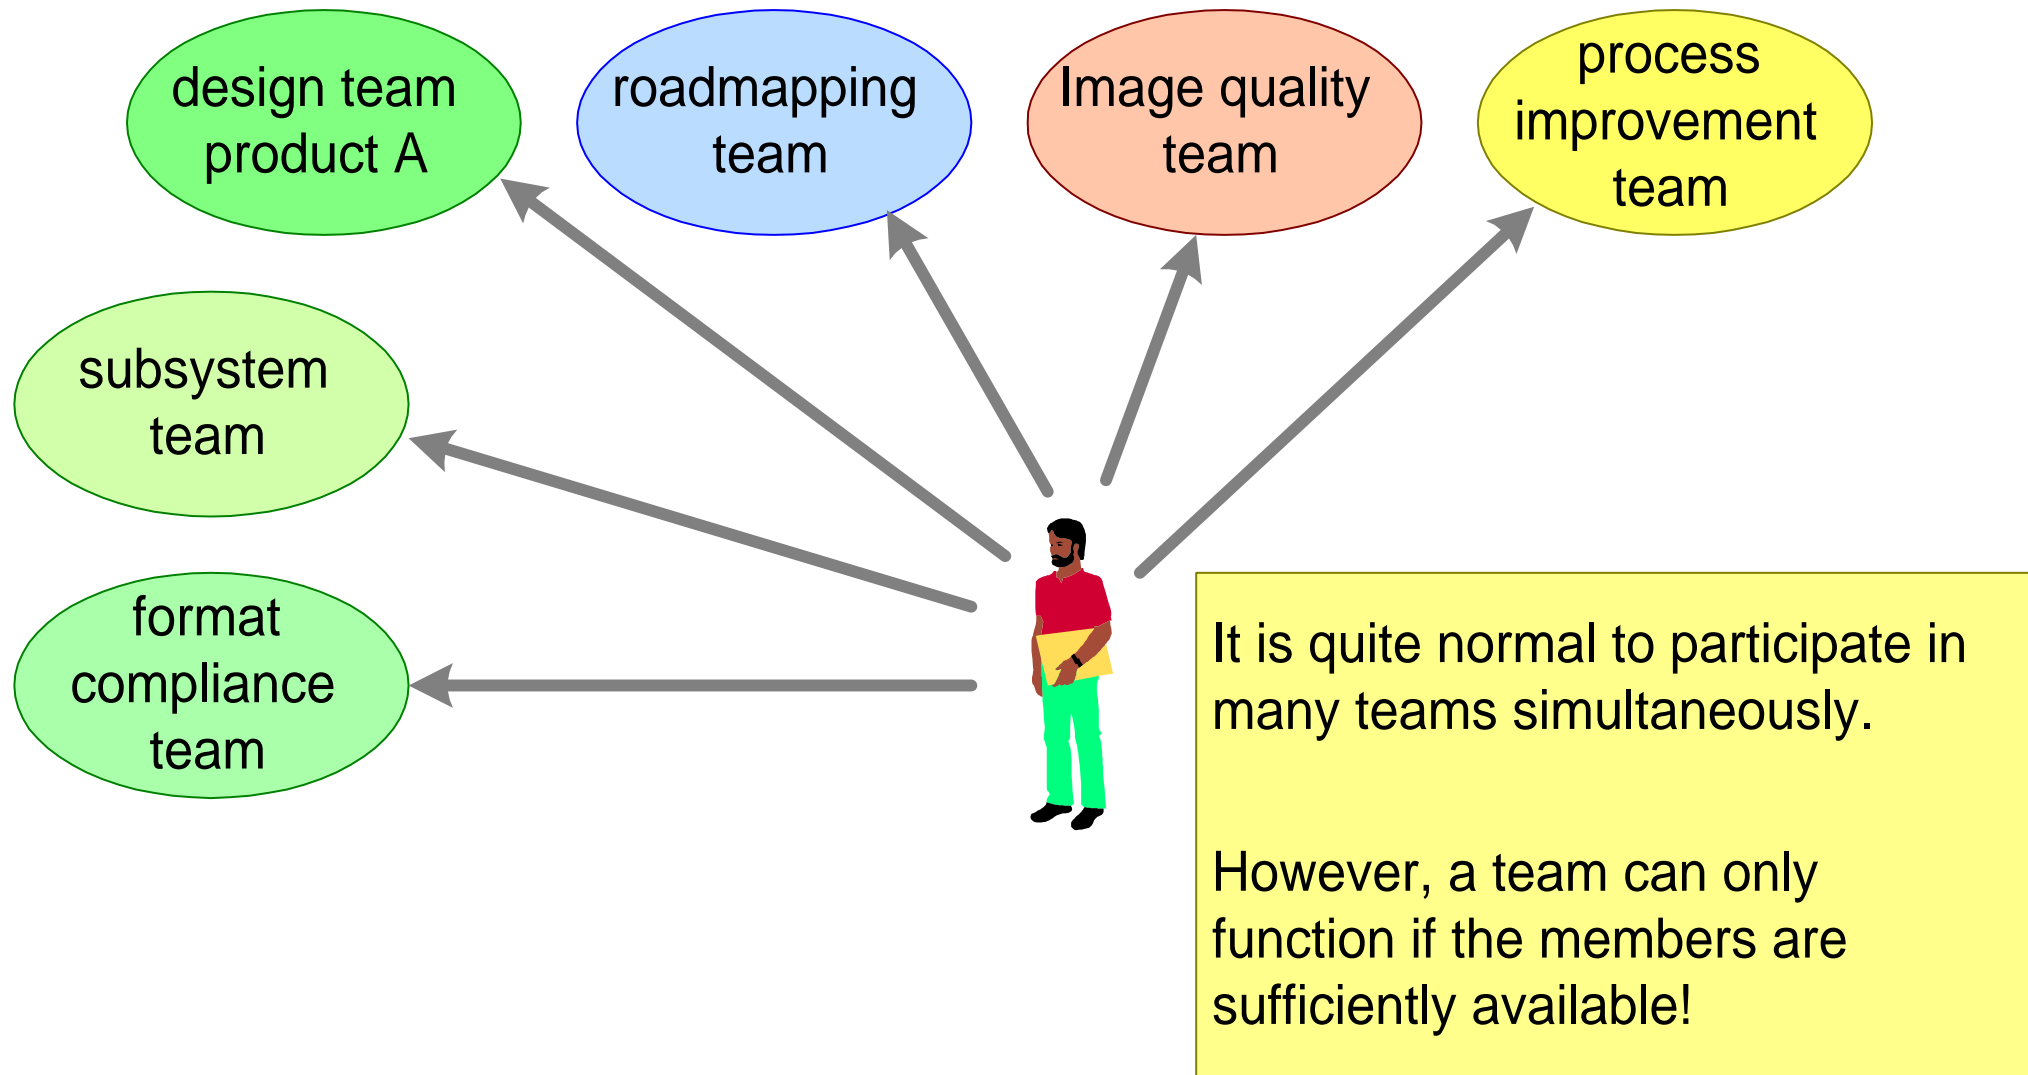 design team
product A
roadmapping
team
Image quality
team
process
improvement
team
subsystem
team
format
compliance
team
It is quite normal to participate in
many teams simultaneously.
However, a team can only
function if the members are
sufficiently available!